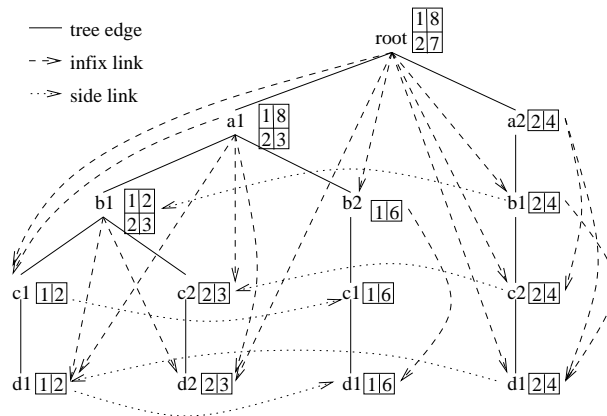 1 8
root 2 7
tree edge
infix link
side link
a1 1 8
2 3
a2 2 4
b1 1 2
2 3
b2 1 6
b1 2 4
c1 1 2
c2 2 3
c1 1 6
c2 2 4
d1 1 2
d2 2 3
d1 1 6
d1 2 4